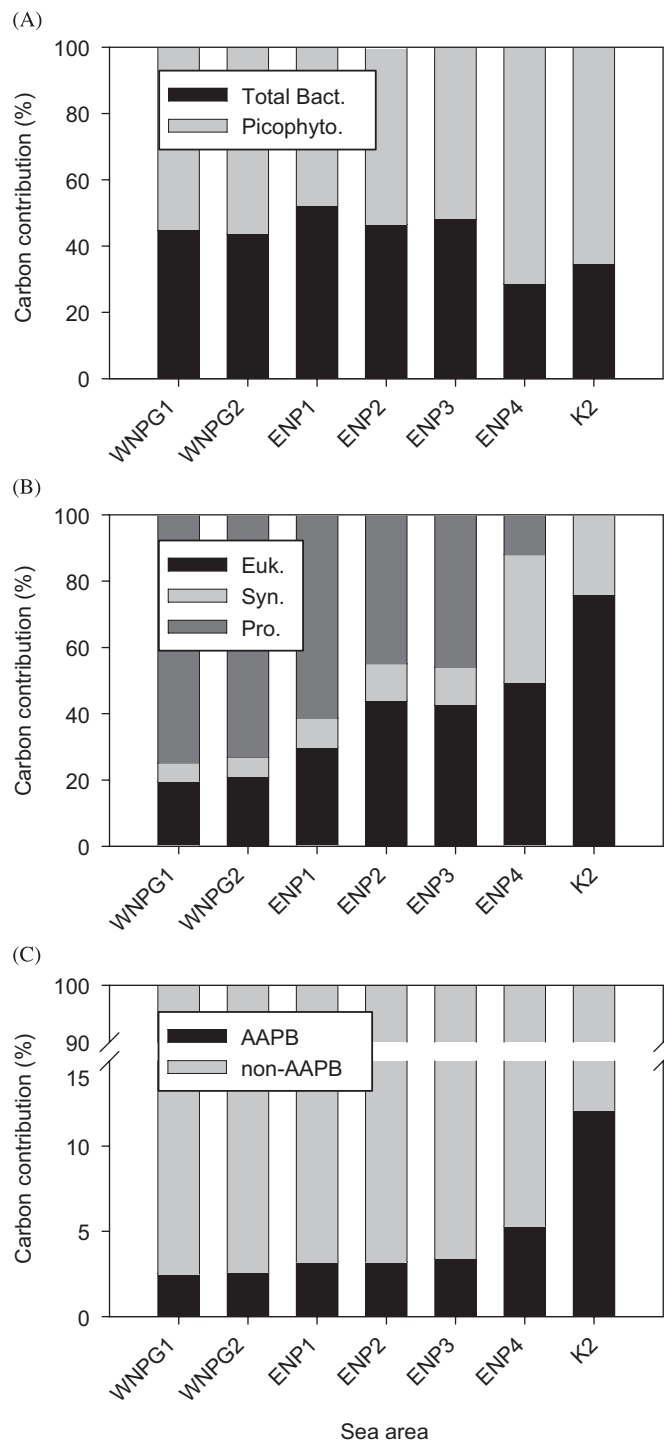 (A)
Carbon contribution (%)
100
80
60
40
20
0
Total Bact.
Picophyto.
WNPG1
WNPG2
ENP1
ENP2
ENP3
ENP4
K2
(B)
Carbon contribution (%)
100
80
60
40
20
0
Euk.
Syn.
Pro.
WNPG1
WNPG2
ENP1
ENP2
ENP3
ENP4
K2
(C)
Carbon contribution (%)
100
90
15
10
5
0
AAPB
non-AAPB
WNPG1
WNPG2
ENP1
ENP2
ENP3
ENP4
K2
Sea area